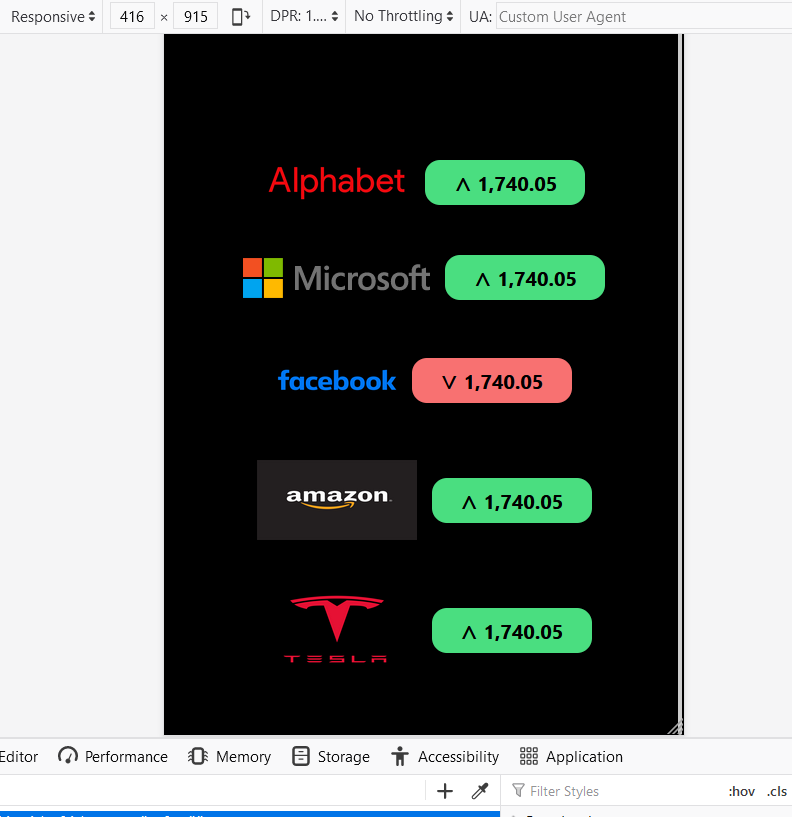 Responsive 416 × 915 DPR: 1.... No Throttling UA: Custom User Agent
Alphabet ∧ 1,740.05
Microsoft ∧ 1,740.05
facebook ∨ 1,740.05
amazon ∧ 1,740.05
TESLA ∧ 1,740.05
Editor Performance Memory Storage Accessibility Application
+ Filter Styles :hov .cls